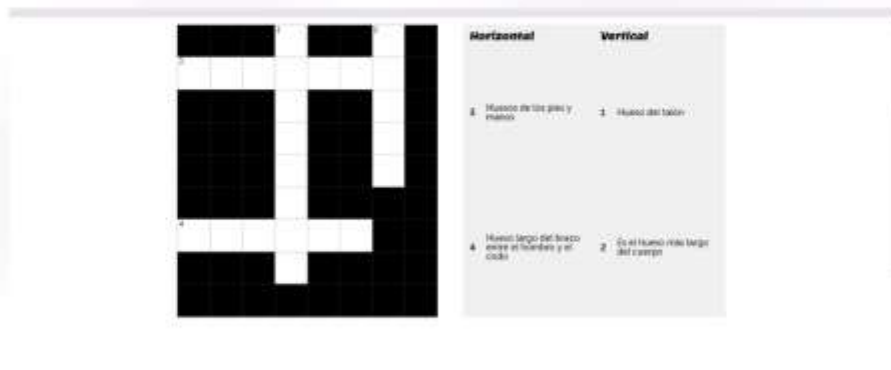 Horizontal
Vertical
3 Huesos de los pies y
manos
1 Hueso del talón
4 Hueso largo del brazo
entre el hombro y el
codo
2 Es el hueso más largo
del cuerpo
4